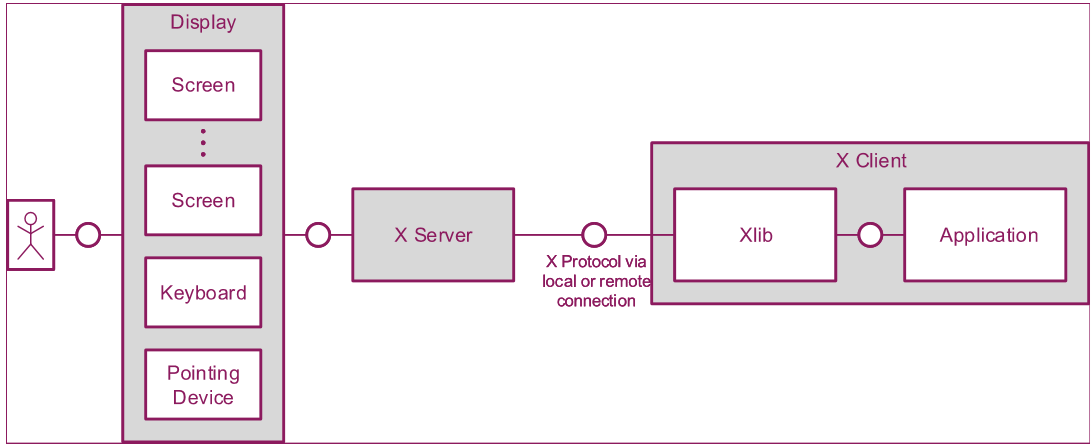 Display
Screen
Screen
Keyboard
Pointing
Device
X Server
X Protocol via
local or remote
connection
X Client
Xlib
Application